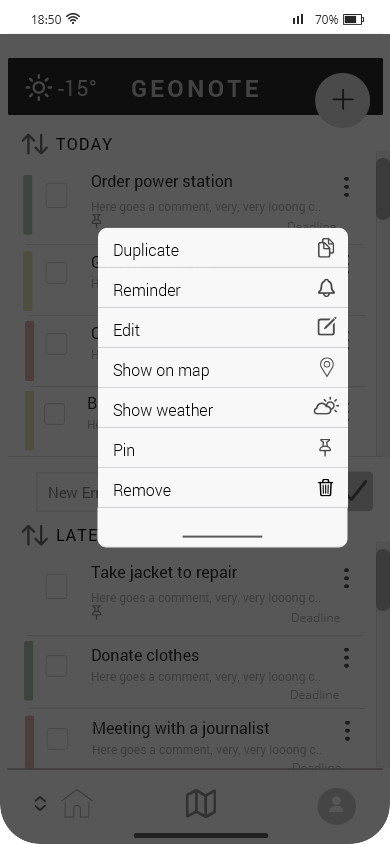 18:50
70%
-15° GEONOTE
TODAY
Order power station
Here goes a comment, very, very looong c..
Deadline
Duplicate
Reminder
Edit
Show on map
Show weather
Pin
Remove
New Err
LATE
Take jacket to repair
Here goes a comment, very, very looong c..
Deadline
Donate clothes
Here goes a comment, very, very looong c..
Deadline
Meeting with a journalist
Here goes a comment, very, very looong c..
Deadline